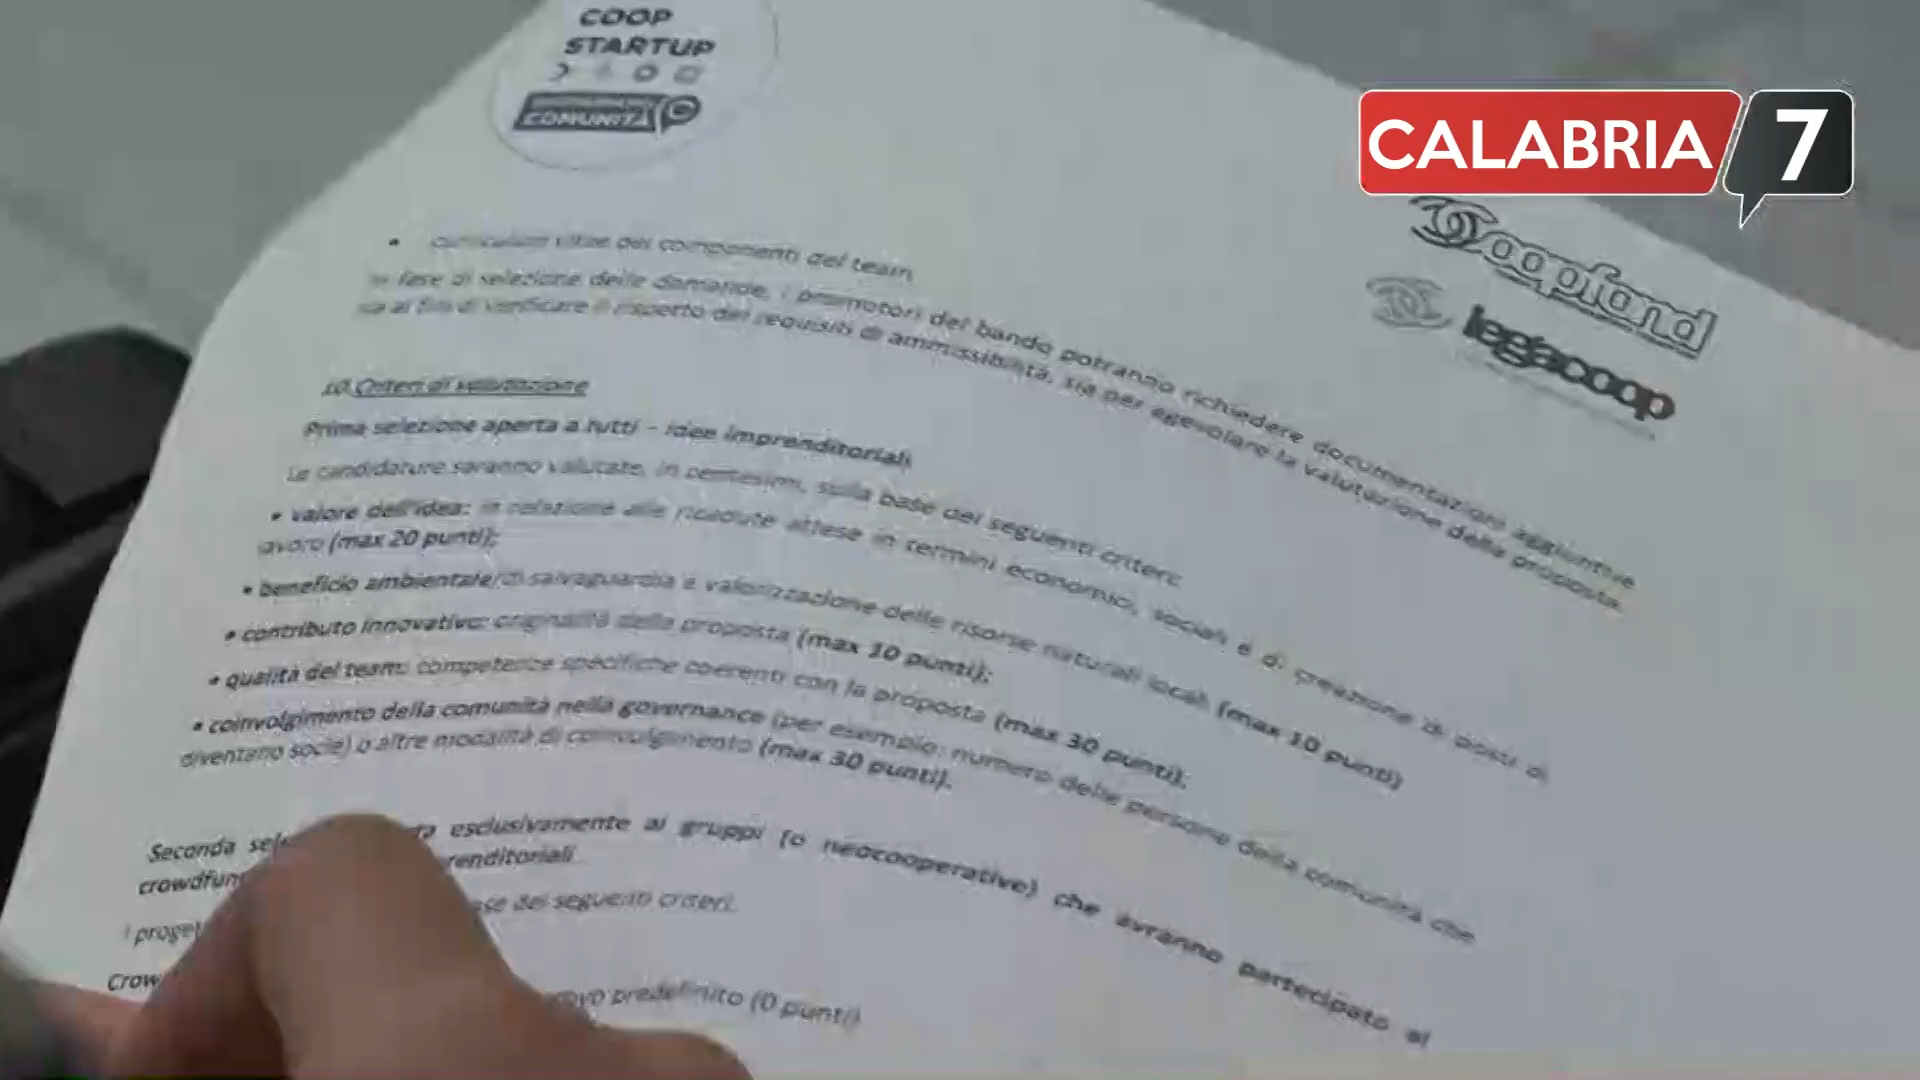 COOP
STARTUP
COMUNITÀ
CALABRIA 7
Coopfond
legacoop
• curriculum vitae dei componenti del team
In fase di selezione delle domande, i promotori del bando potranno richiedere documentazione aggiuntiva
sia al fini di verificare il rispetto dei requisiti di ammissibilità, sia per agevolare la valutazione della proposta.
10 Criteri di valutazione
Prima selezione aperta a tutti – idee imprenditoriali
Le candidature saranno valutate, in centesimi, sulla base dei seguenti criteri:
• valore dell'idea: in relazione alle ricadute attese in termini economici, sociali e di creazione di posti di
lavoro (max 20 punti);
• beneficio ambientale/di salvaguardia e valorizzazione delle risorse naturali locali (max 10 punti)
• contributo innovativo: originalità della proposta (max 10 punti);
• qualità del team: competenze specifiche coerenti con la proposta (max 30 punti);
• coinvolgimento della comunità nella governance (per esempio: numero delle persone della comunità che
diventano socie) o altre modalità di coinvolgimento (max 30 punti).
Seconda sel ta esclusivamente ai gruppi (o neocooperative) che avranno partecipato al
crowdfun renditoriali
I proget ase dei seguenti criteri.
Crow predefinito (0 punti)